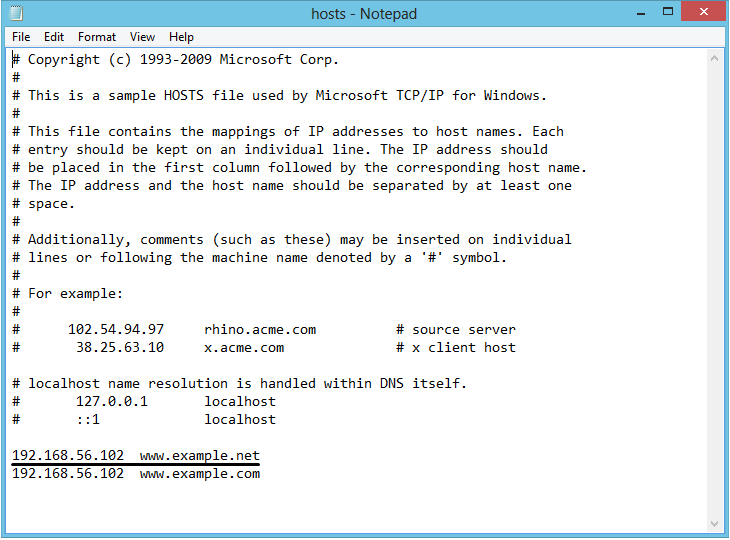 hosts - Notepad
File Edit Format View Help
# Copyright (c) 1993-2009 Microsoft Corp.
#
# This is a sample HOSTS file used by Microsoft TCP/IP for Windows.
#
# This file contains the mappings of IP addresses to host names. Each
# entry should be kept on an individual line. The IP address should
# be placed in the first column followed by the corresponding host name.
# The IP address and the host name should be separated by at least one
# space.
#
# Additionally, comments (such as these) may be inserted on individual
# lines or following the machine name denoted by a '#' symbol.
#
# For example:
#
#      102.54.94.97     rhino.acme.com          # source server
#       38.25.63.10     x.acme.com              # x client host

# localhost name resolution is handled within DNS itself.
#       127.0.0.1       localhost
#       ::1             localhost

192.168.56.102  www.example.net
192.168.56.102  www.example.com